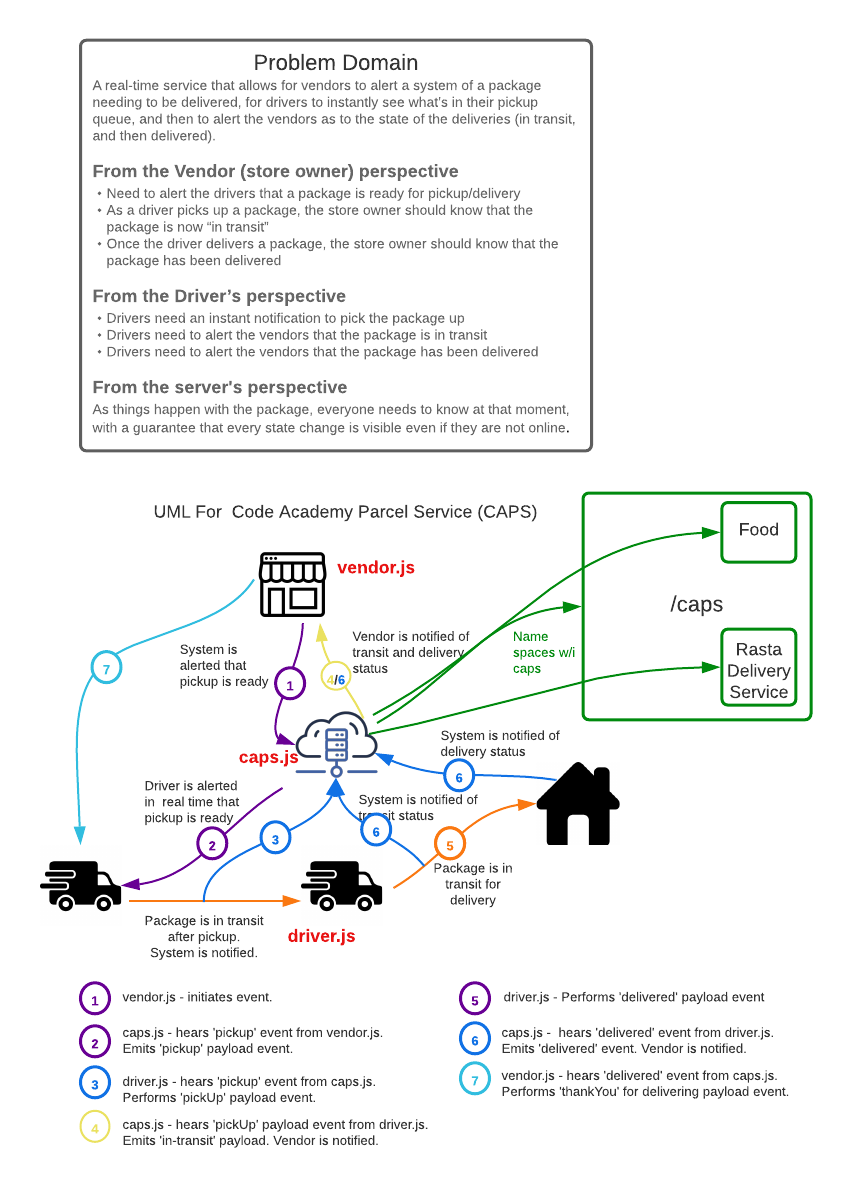 Problem Domain
A real-time service that allows for vendors to alert a system of a package
needing to be delivered, for drivers to instantly see what's in their pickup
queue, and then to alert the vendors as to the state of the deliveries (in transit,
and then delivered).
From the Vendor (store owner) perspective
• Need to alert the drivers that a package is ready for pickup/delivery
• As a driver picks up a package, the store owner should know that the
package is now “in transit”
• Once the driver delivers a package, the store owner should know that the
package has been delivered
From the Driver’s perspective
• Drivers need an instant notification to pick the package up
• Drivers need to alert the vendors that the package is in transit
• Drivers need to alert the vendors that the package has been delivered
From the server's perspective
As things happen with the package, everyone needs to know at that moment,
with a guarantee that every state change is visible even if they are not online.
UML For Code Academy Parcel Service (CAPS)
Food
/caps
Rasta
Delivery
Service
Name
spaces w/i
caps
vendor.js
Vendor is notified of
transit and delivery
status
System is
alerted that
pickup is ready
1
4/6
7
caps.js
System is notified of
delivery status
6
Driver is alerted
in real time that
pickup is ready
System is notified of
transit status
2
3
6
5
Package is in
transit for
delivery
Package is in transit
after pickup.
System is notified.
driver.js
1
vendor.js - initiates event.
2
caps.js - hears 'pickup' event from vendor.js.
Emits 'pickup' payload event.
3
driver.js - hears 'pickup' event from caps.js.
Performs 'pickUp' payload event.
4
caps.js - hears 'pickUp' payload event from driver.js.
Emits 'in-transit' payload. Vendor is notified.
5
driver.js - Performs 'delivered' payload event
6
caps.js - hears 'delivered' event from driver.js.
Emits 'delivered' event. Vendor is notified.
7
vendor.js - hears 'delivered' event from caps.js.
Performs 'thankYou' for delivering payload event.